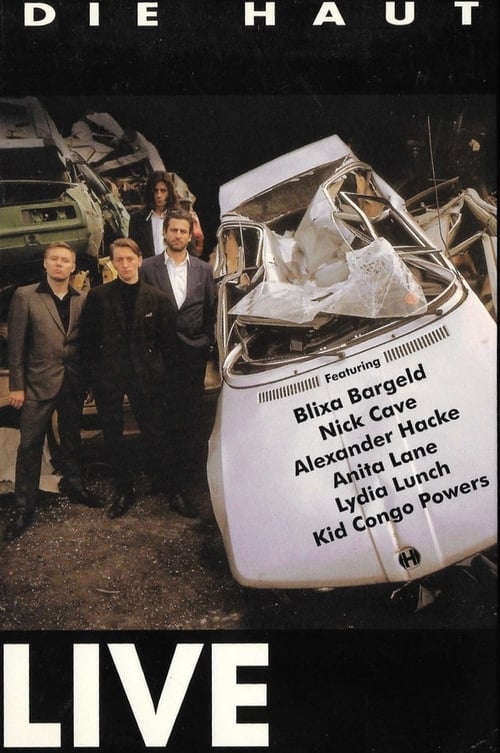 DIE HAUT
Featuring
Blixa Bargeld
Nick Cave
Alexander Hacke
Anita Lane
Lydia Lunch
Kid Congo Powers
H
LIVE